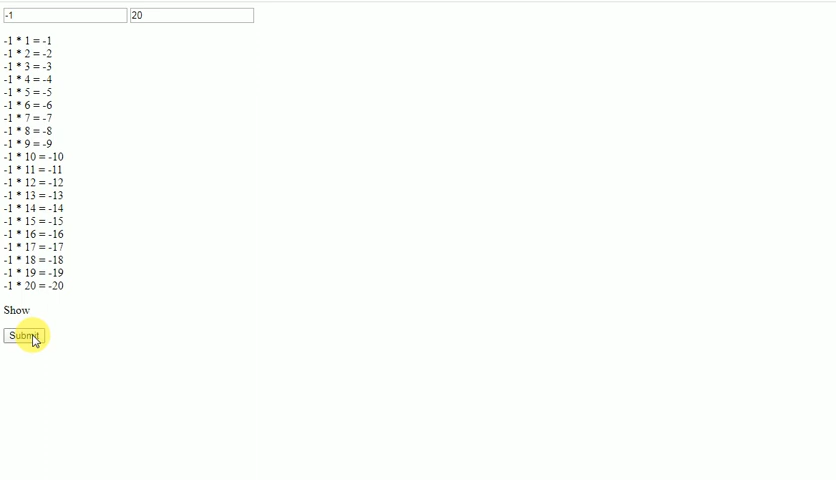 -1 20
-1 * 1 = -1
-1 * 2 = -2
-1 * 3 = -3
-1 * 4 = -4
-1 * 5 = -5
-1 * 6 = -6
-1 * 7 = -7
-1 * 8 = -8
-1 * 9 = -9
-1 * 10 = -10
-1 * 11 = -11
-1 * 12 = -12
-1 * 13 = -13
-1 * 14 = -14
-1 * 15 = -15
-1 * 16 = -16
-1 * 17 = -17
-1 * 18 = -18
-1 * 19 = -19
-1 * 20 = -20
Show
Submit